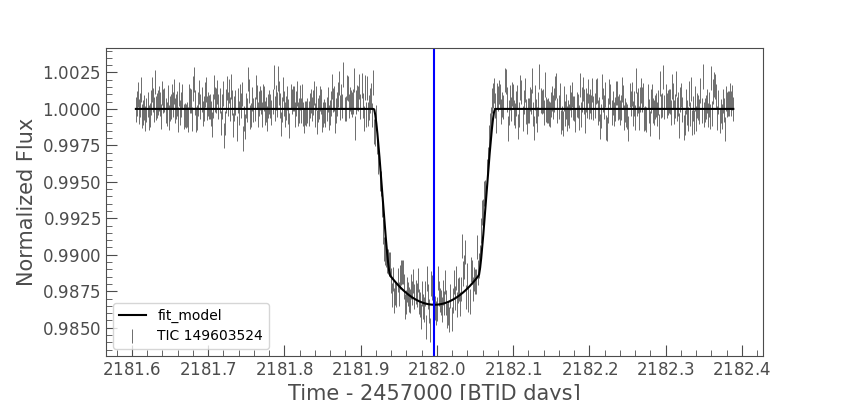 Normalized Flux
1.0025
1.0000
0.9975
0.9950
0.9925
0.9900
0.9875
0.9850
fit_model
TIC 149603524
2181.6 2181.7 2181.8 2181.9 2182.0 2182.1 2182.2 2182.3 2182.4
Time - 2457000 [BTJD days]